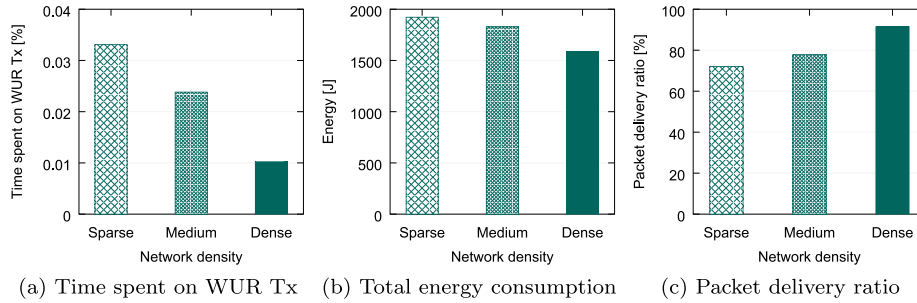 Time spent on WUR Tx [%]
0.04
0.03
0.02
0.01
0
Sparse Medium Dense
Network density
(a) Time spent on WUR Tx
Energy [J]
2000
1500
1000
500
0
Sparse Medium Dense
Network density
(b) Total energy consumption
Packet delivery ratio [%]
100
80
60
40
20
0
Sparse Medium Dense
Network density
(c) Packet delivery ratio